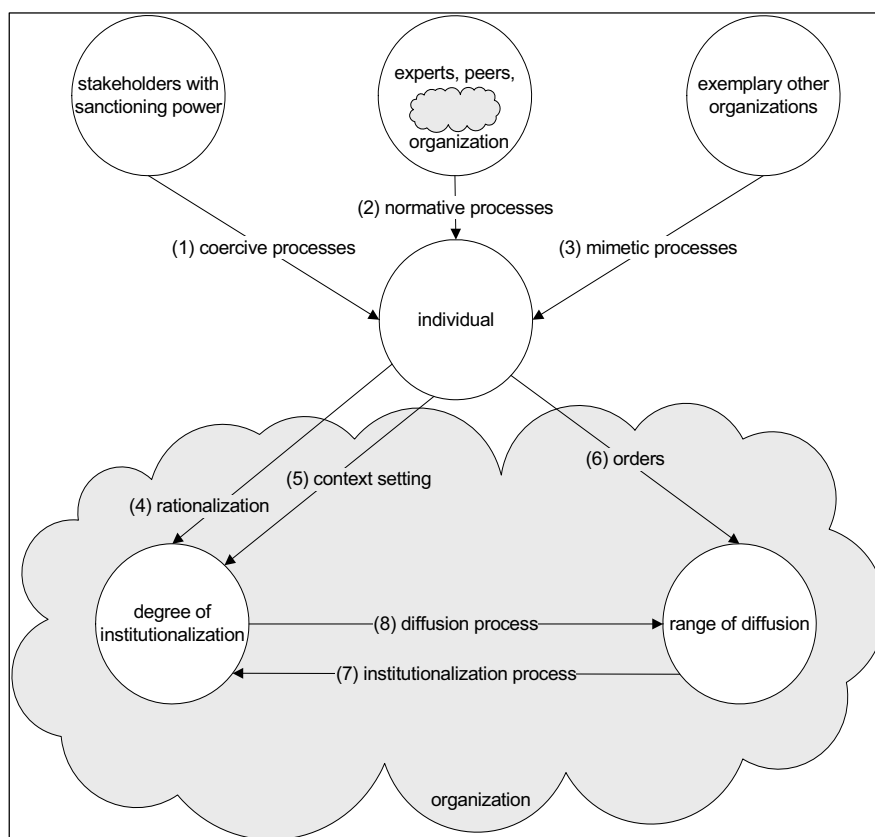 stakeholders with
sanctioning power
experts, peers,
organization
exemplary other
organizations
(1) coercive processes
(2) normative processes
(3) mimetic processes
individual
(4) rationalization
(5) context setting
(6) orders
degree of
institutionalization
(8) diffusion process
range of diffusion
(7) institutionalization process
organization